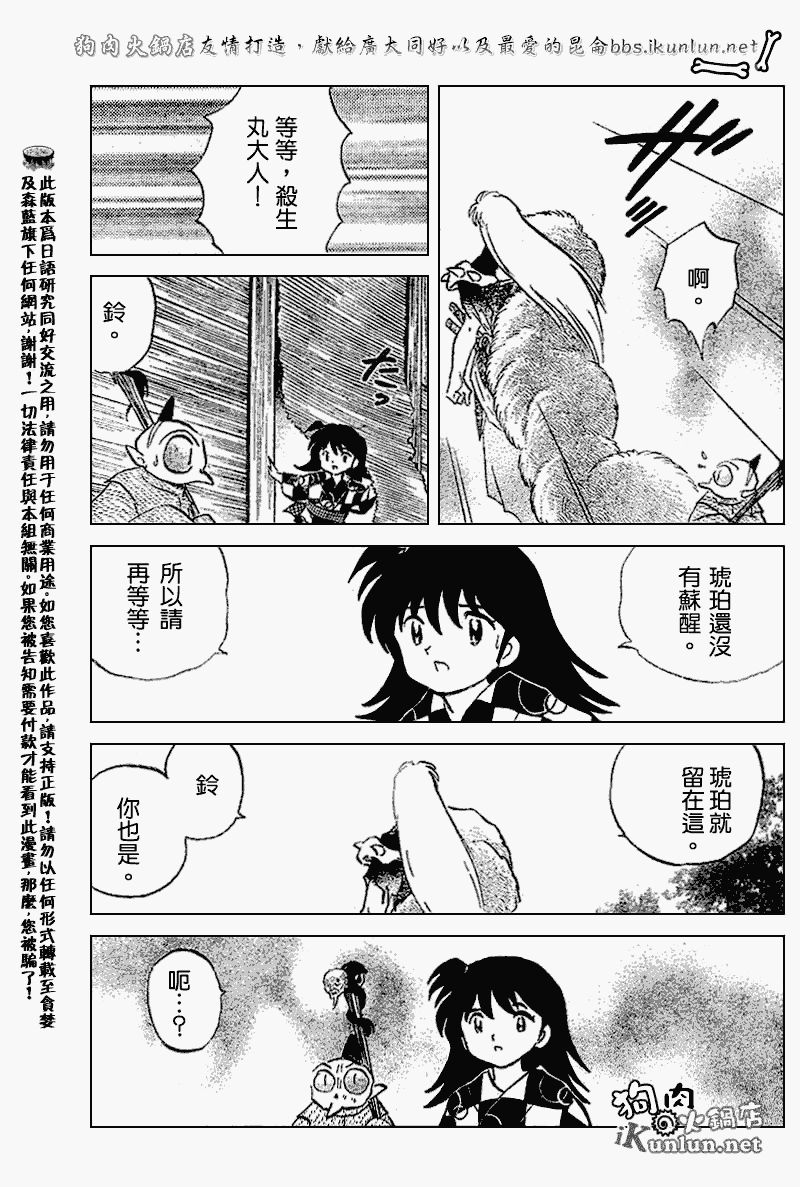 狗肉火鍋店友情打造，獻給廣大同好以及最愛的昆侖bbs.ikunlun.net
啊。
等等，殺生
丸大人！
鈴。
たっ
琥珀還沒
有蘇醒。
所以請
再等等…
琥珀就
留在這。
鈴
你也是。
呃…？
此版本爲日語研究同好交流之用，請勿用于任何商業用途。如您喜歡此作品，請支持正版！請勿以任何形式轉載至貪婪
及森藍旗下任何網站，謝謝！一切法律責任與本組無關。如果您被告知需要付款才能看到此漫畫，那麼，您被騙了！
狗肉火鍋店
iKunlun.net